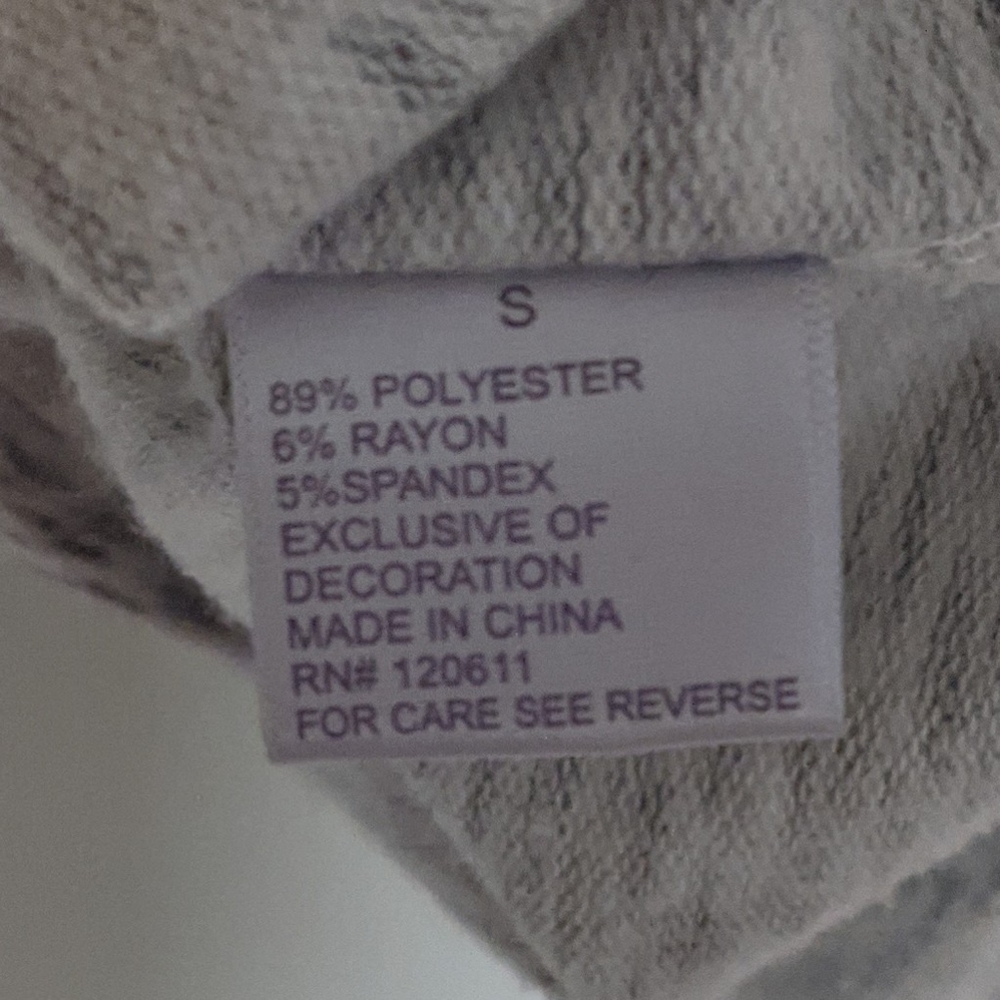 S
89% POLYESTER
6% RAYON
5%SPANDEX
EXCLUSIVE OF
DECORATION
MADE IN CHINA
RN# 120611
FOR CARE SEE REVERSE